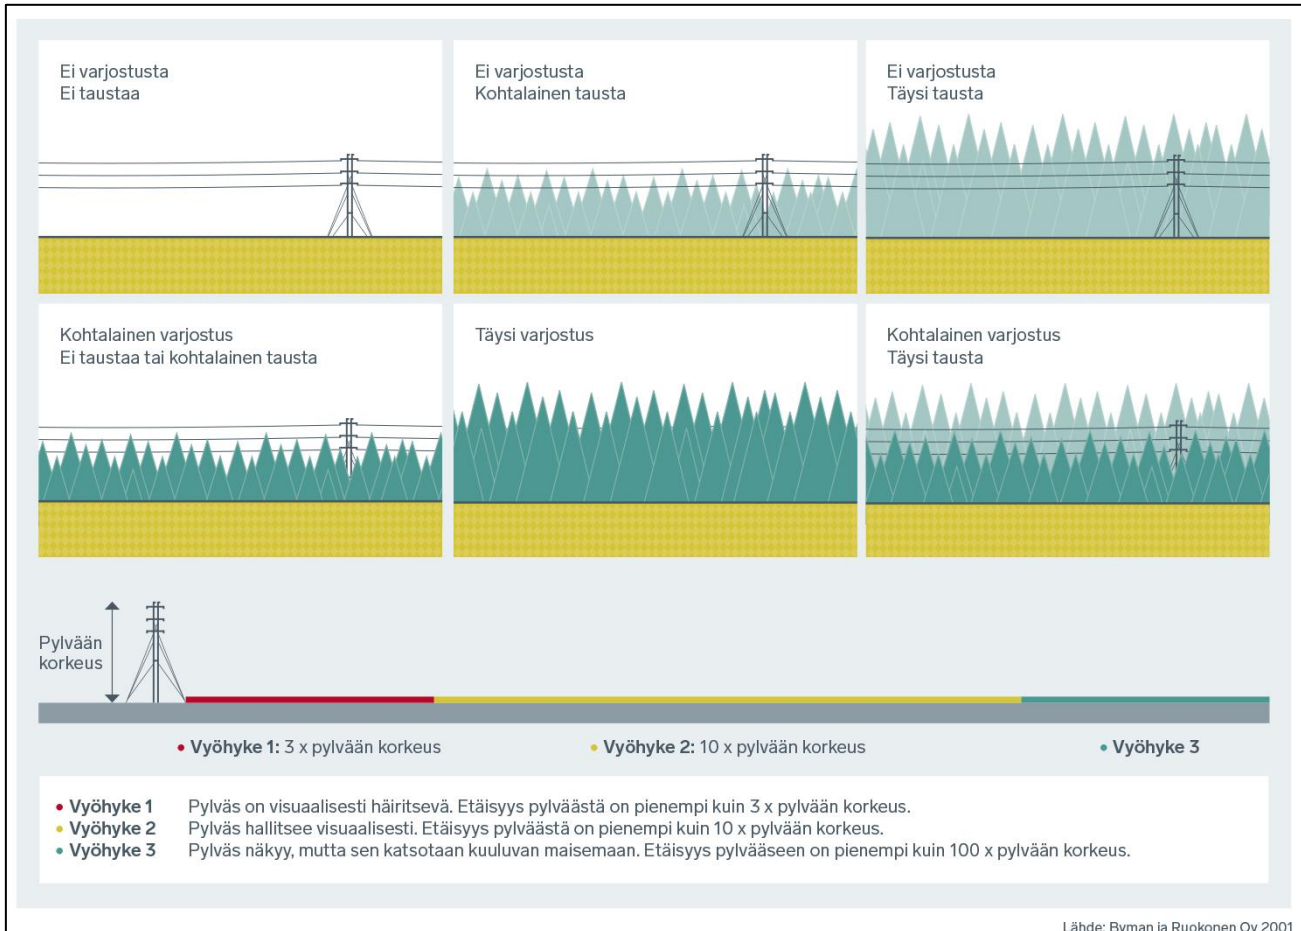 Ei varjostusta
Ei taustaa
Ei varjostusta
Kohtalainen tausta
Ei varjostusta
Täysi tausta
Kohtalainen varjostus
Ei taustaa tai kohtalainen tausta
Täysi varjostus
Kohtalainen varjostus
Täysi tausta
Pylvään
korkeus
• Vyöhyke 1: 3 x pylvään korkeus
• Vyöhyke 2: 10 x pylvään korkeus
• Vyöhyke 3
• Vyöhyke 1 Pylväs on visuaalisesti häiritsevä. Etäisyys pylväästä on pienempi kuin 3 x pylvään korkeus.
• Vyöhyke 2 Pylväs hallitsee visuaalisesti. Etäisyys pylväästä on pienempi kuin 10 x pylvään korkeus.
• Vyöhyke 3 Pylväs näkyy, mutta sen katsotaan kuuluvan maisemaan. Etäisyys pylvääseen on pienempi kuin 100 x pylvään korkeus.
Lähde: Byman ja Ruokonen Oy 2001